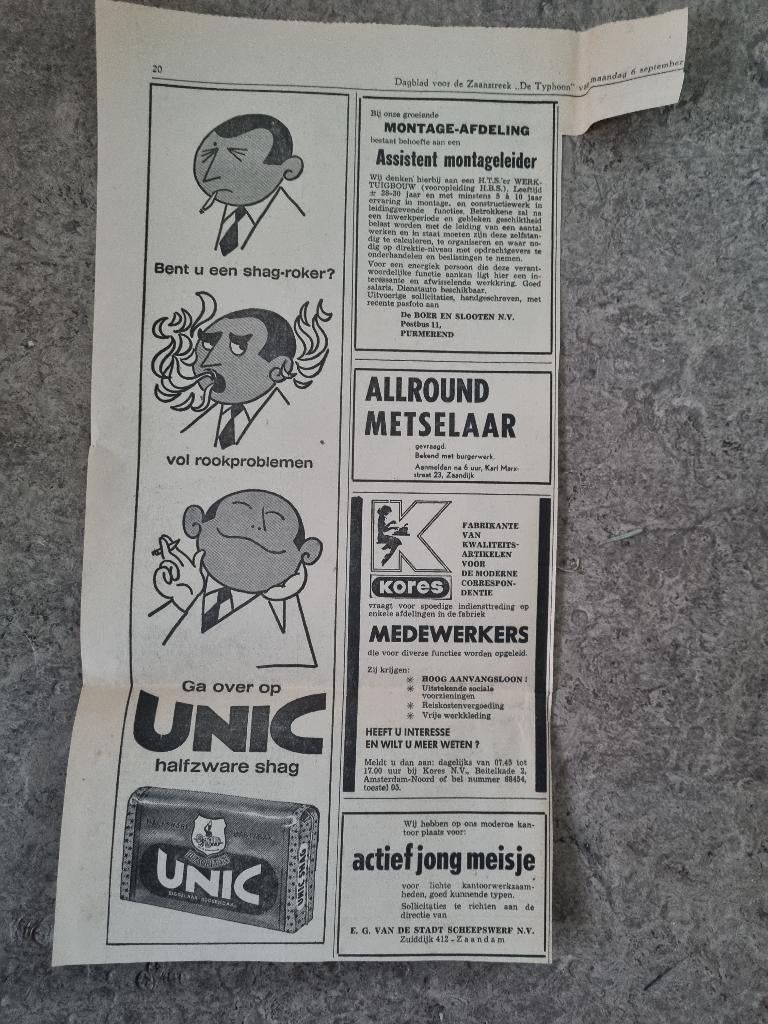 20
Dagblad voor de Zaanstreek „De Typhoon" van maandag 6 september
Bent u een shag-roker?
vol rookproblemen
Ga over op
UNIC
halfzware shag
UNIC
UNIC SHAG
Bij onze groeiende
MONTAGE-AFDELING
bestaat behoefte aan een
Assistent montageleider
Wij denken hierbij aan een H.T.S.'er WERK-
TUIGBOUW (vooropleiding H.B.S.). Leeftijd
± 28-30 jaar en met minstens 5 à 10 jaar
ervaring in montage- en constructiewerk in
leidinggevende functies. Betrokkene zal na
een inwerkperiode en gebleken geschiktheid
belast worden met de leiding van een aantal
werken en in staat moeten zijn deze zelfstan-
dig te calculeren, te organiseren en waar no-
dig op direktie-niveau met opdrachtgevers te
onderhandelen en beslissingen te nemen.
Voor een energiek persoon die deze verant-
woordelijke functie aankan ligt hier een in-
teressante en afwisselende werkkring. Goed
salaris. Dienstauto beschikbaar.
Uitvoerige sollicitaties, handgeschreven, met
recente pasfoto aan
De BOER EN SLOOTEN N.V.
Postbus 11,
PURMEREND
ALLROUND
METSELAAR
gevraagd.
Bekend met burgerwerk.
Aanmelden na 6 uur, Karl Marx-
straat 23, Zaandijk
K
Kores
FABRIKANTE
VAN
KWALITEITS-
ARTIKELEN
VOOR
DE MODERNE
CORRESPON-
DENTIE
vraagt voor spoedige indiensttreding op
enkele afdelingen in de fabriek
MEDEWERKERS
die voor diverse functies worden opgeleid.
Zij krijgen:
✳ HOOG AANVANGSLOON!
✳ Uitstekende sociale
voorzieningen
✳ Reiskostenvergoeding
✳ Vrije werkkleding
HEEFT U INTERESSE
EN WILT U MEER WETEN?
Meldt u dan aan: dagelijks van 07.45 tot
17.00 uur bij Kores N.V., Beitelkade 2,
Amsterdam-Noord of bel nummer 68454,
toestel 05.
Wij hebben op ons moderne kan-
toor plaats voor:
actief jong meisje
voor lichte kantoorwerkzaam-
heden, goed kunnende typen.
Sollicitaties te richten aan de
directie van
E. G. VAN DE STADT SCHEEPSWERF N.V.
Zuiddijk 412 - Zaandam